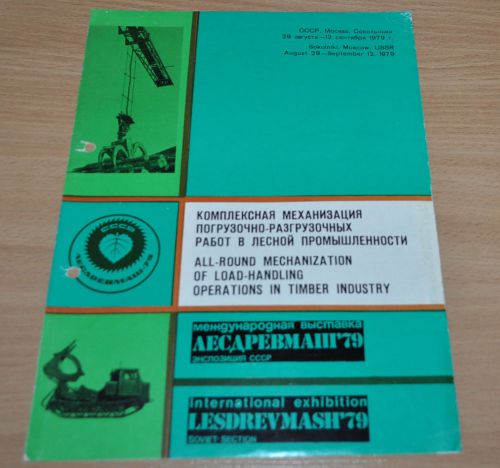 СССР, Москва, Сокольники
29 августа–12 сентября 1979 г.
Sokolniki, Moscow, USSR
August 29–September 12, 1979
СССР
ЛЕСДРЕВМАШ-79
КОМПЛЕКСНАЯ МЕХАНИЗАЦИЯ
ПОГРУЗОЧНО-РАЗГРУЗОЧНЫХ
РАБОТ В ЛЕСНОЙ ПРОМЫШЛЕННОСТИ
ALL-ROUND MECHANIZATION
OF LOAD-HANDLING
OPERATIONS IN TIMBER INDUSTRY
международная выставка
ЛЕСДРЕВМАШ'79
ЭКСПОЗИЦИЯ СССР
international exhibition
LESDREVMASH'79
SOVIET SECTION